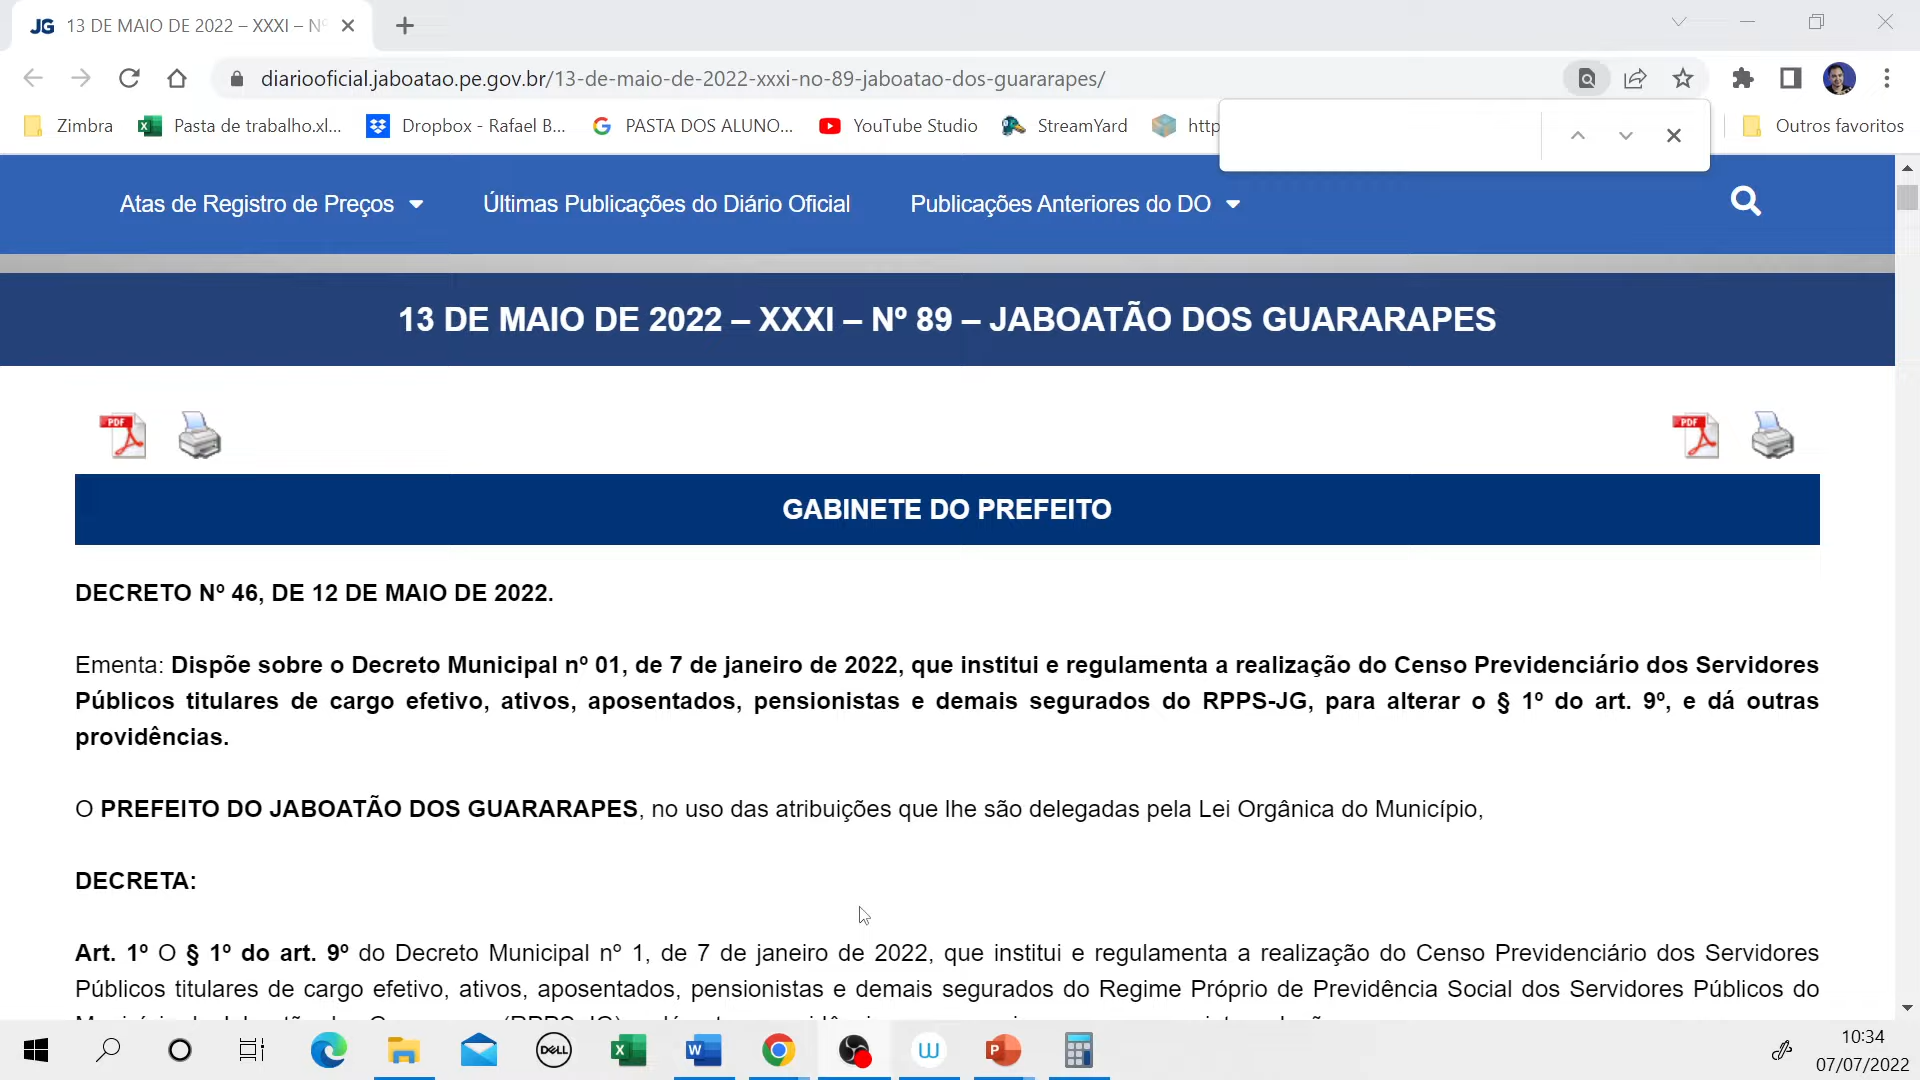 JG 13 DE MAIO DE 2022 – XXXI – Nº
diariooficial.jaboatao.pe.gov.br/13-de-maio-de-2022-xxxi-no-89-jaboatao-dos-guararapes/
Zimbra Pasta de trabalho.xl... Dropbox - Rafael B... PASTA DOS ALUNO... YouTube Studio StreamYard http Outros favoritos
Atas de Registro de Preços Últimas Publicações do Diário Oficial Publicações Anteriores do DO
13 DE MAIO DE 2022 – XXXI – Nº 89 – JABOATÃO DOS GUARARAPES
PDF PDF
GABINETE DO PREFEITO
DECRETO Nº 46, DE 12 DE MAIO DE 2022.
Ementa: Dispõe sobre o Decreto Municipal nº 01, de 7 de janeiro de 2022, que institui e regulamenta a realização do Censo Previdenciário dos Servidores
Públicos titulares de cargo efetivo, ativos, aposentados, pensionistas e demais segurados do RPPS-JG, para alterar o § 1º do art. 9º, e dá outras
providências.
O PREFEITO DO JABOATÃO DOS GUARARAPES, no uso das atribuições que lhe são delegadas pela Lei Orgânica do Município,
DECRETA:
Art. 1º O § 1º do art. 9º do Decreto Municipal nº 1, de 7 de janeiro de 2022, que institui e regulamenta a realização do Censo Previdenciário dos Servidores
Públicos titulares de cargo efetivo, ativos, aposentados, pensionistas e demais segurados do Regime Próprio de Previdência Social dos Servidores Públicos do
DELL
10:34
07/07/2022